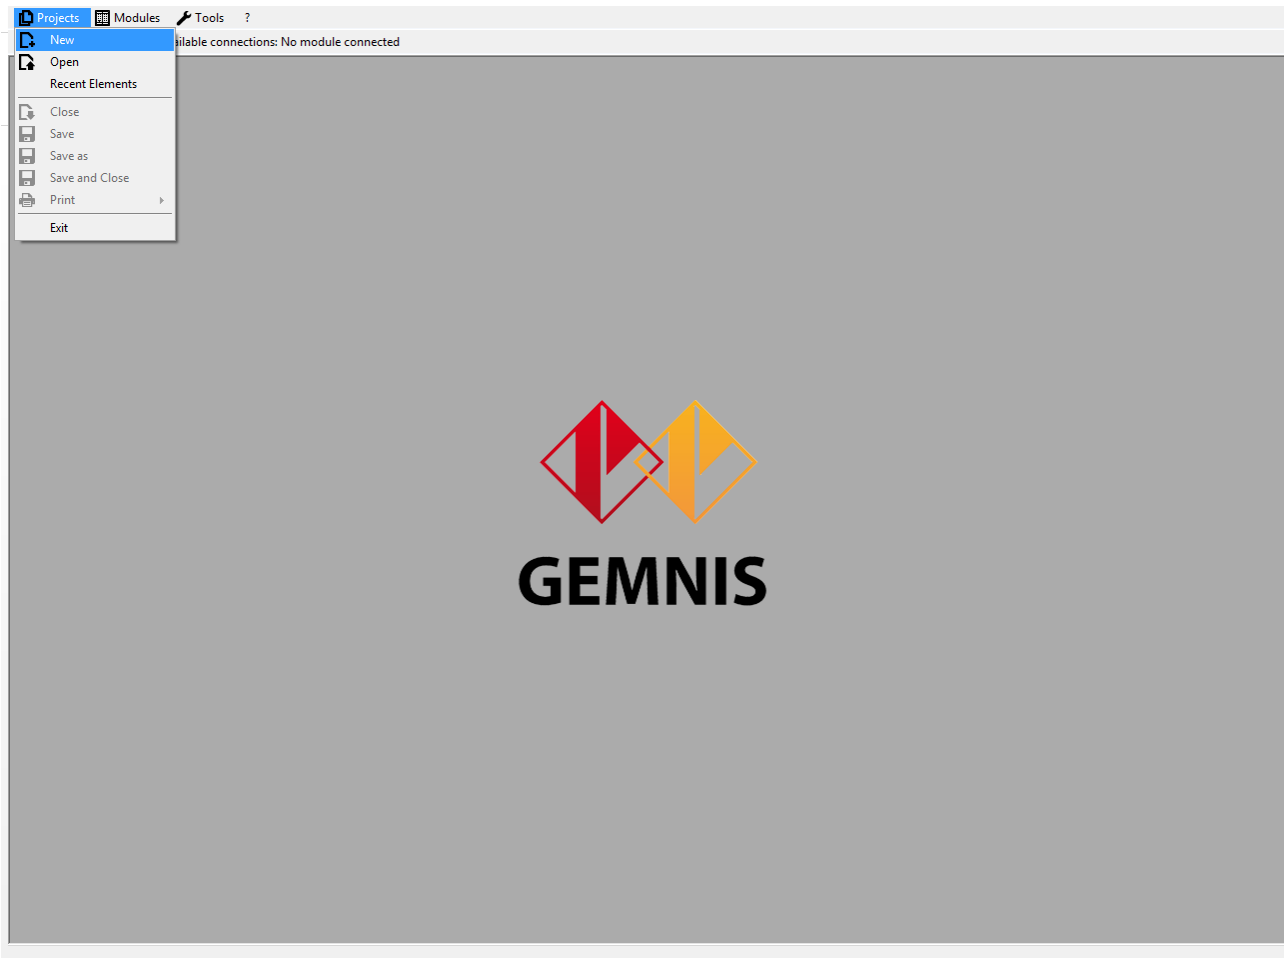 Projects Modules Tools ?
New
ilable connections: No module connected
Open
Recent Elements
Close
Save
Save as
Save and Close
Print
Exit
GEMNIS